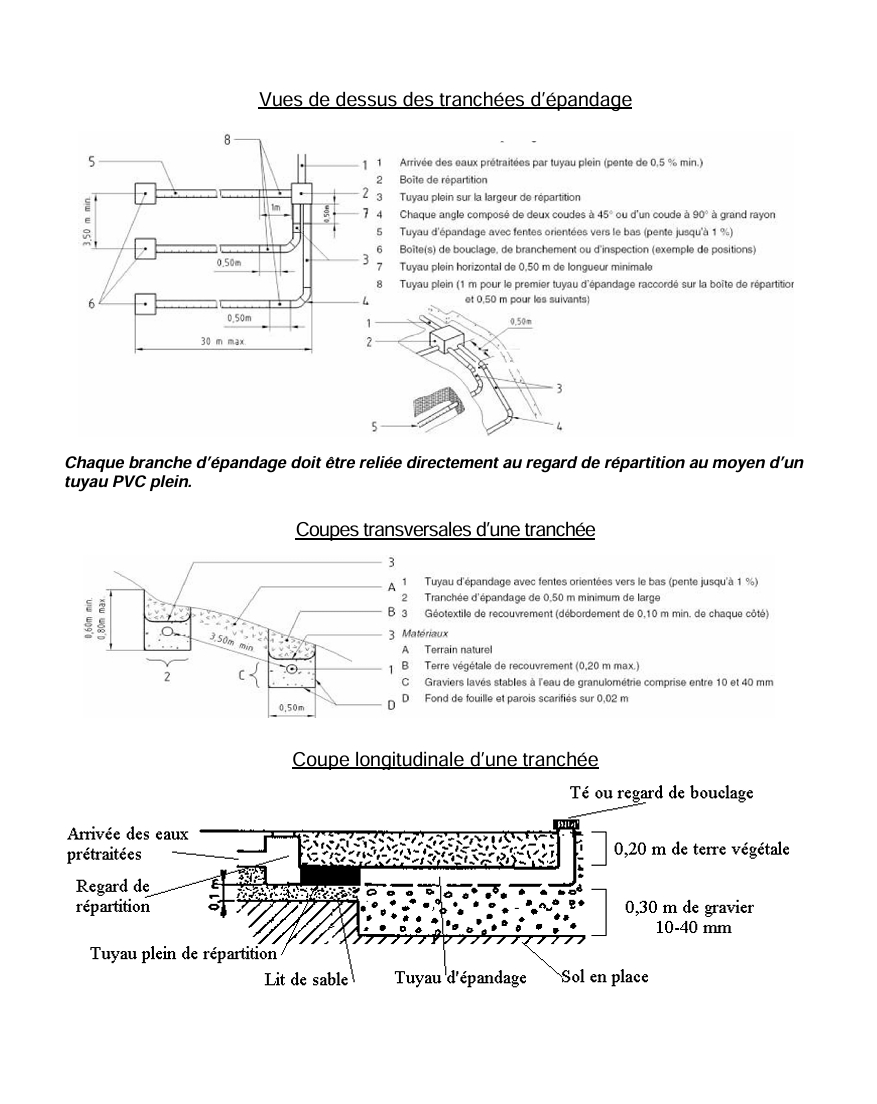 Vues de dessus des tranchées d'épandage
8
5
1
2
7
3
4
6
3,50 m min.
1m
0,50m
0,50m
0,50m
30 m max.
1 Arrivée des eaux prétraitées par tuyau plein (pente de 0,5 % min.)
2 Boîte de répartition
3 Tuyau plein sur la largeur de répartition
4 Chaque angle composé de deux coudes à 45° ou d'un coude à 90° à grand rayon
5 Tuyau d'épandage avec fentes orientées vers le bas (pente jusqu'à 1 %)
6 Boîte(s) de bouclage, de branchement ou d'inspection (exemple de positions)
7 Tuyau plein horizontal de 0,50 m de longueur minimale
8 Tuyau plein (1 m pour le premier tuyau d'épandage raccordé sur la boîte de répartition
et 0,50 m pour les suivants)
1
2
0,50m
3
5
4
Chaque branche d'épandage doit être reliée directement au regard de répartition au moyen d'un
tuyau PVC plein.
Coupes transversales d'une tranchée
3
A
B
3
1
D
0,60m min.
0,80m max.
3,50m min.
2
C
0,50m
1 Tuyau d'épandage avec fentes orientées vers le bas (pente jusqu'à 1 %)
2 Tranchée d'épandage de 0,50 m minimum de large
3 Géotextile de recouvrement (débordement de 0,10 m min. de chaque côté)
Matériaux
A Terrain naturel
B Terre végétale de recouvrement (0,20 m max.)
C Graviers lavés stables à l'eau de granulométrie comprise entre 10 et 40 mm
D Fond de fouille et parois scarifiés sur 0,02 m
Coupe longitudinale d'une tranchée
Té ou regard de bouclage
Arrivée des eaux
prétraitées
0,20 m de terre végétale
Regard de
répartition
0,1 m
0,30 m de gravier
10-40 mm
Tuyau plein de répartition
Lit de sable
Tuyau d'épandage
Sol en place